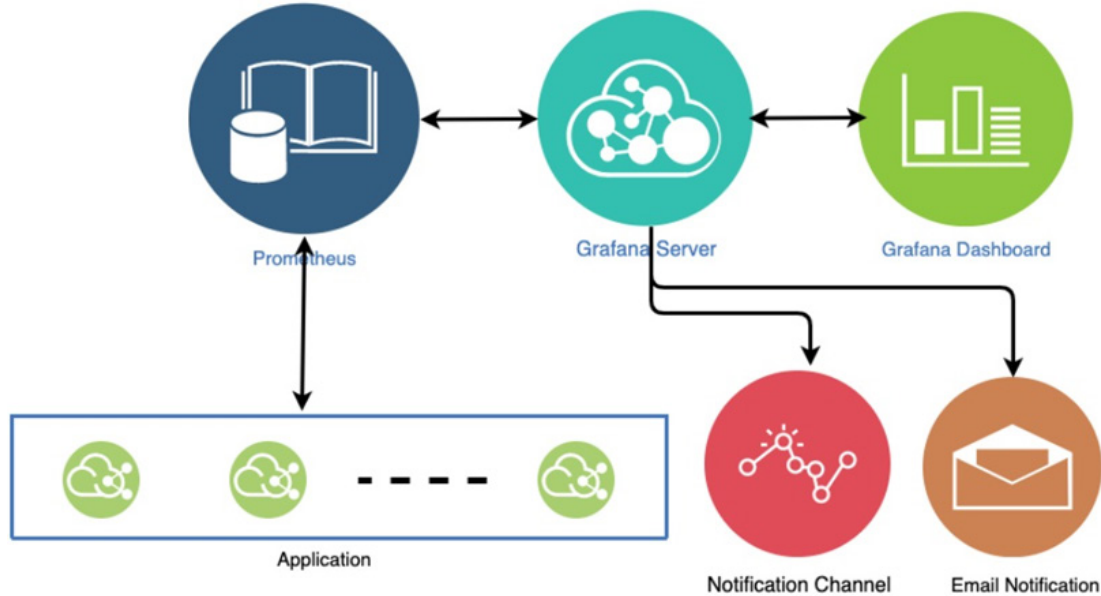 Prometheus
Grafana Server
Grafana Dashboard
Application
Notification Channel
Email Notification